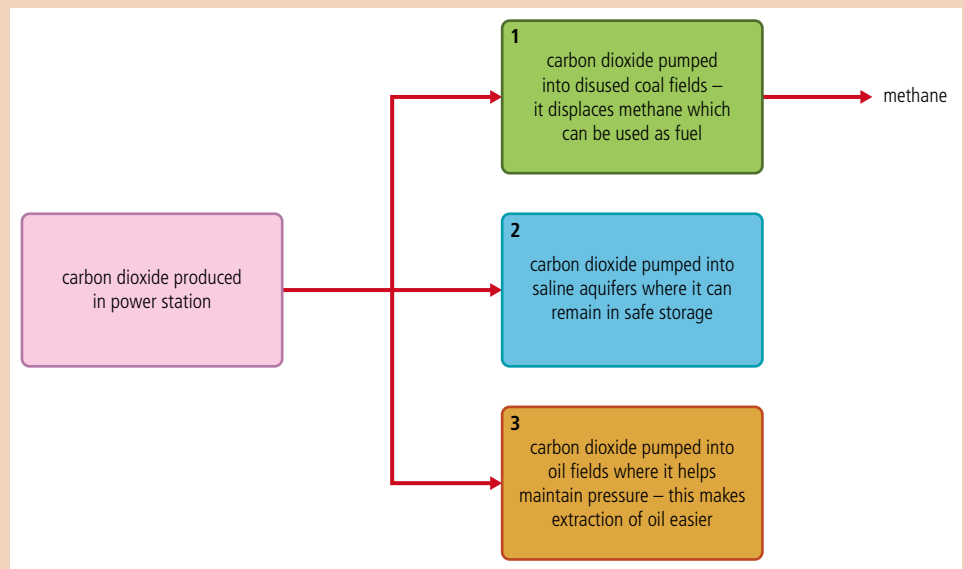 carbon dioxide produced
in power station
1
carbon dioxide pumped
into disused coal fields –
it displaces methane which
can be used as fuel
methane
2
carbon dioxide pumped into
saline aquifers where it can
remain in safe storage
3
carbon dioxide pumped into
oil fields where it helps
maintain pressure – this makes
extraction of oil easier